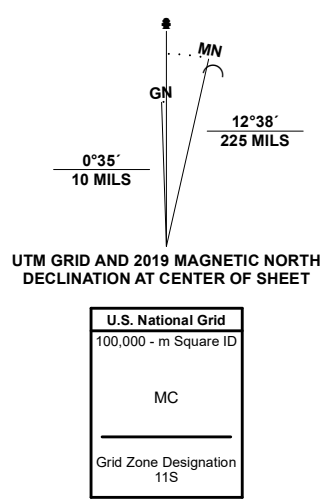 MN
GN
12°38´
225 MILS
0°35´
10 MILS
UTM GRID AND 2019 MAGNETIC NORTH
DECLINATION AT CENTER OF SHEET
U.S. National Grid
100,000 - m Square ID
MC
Grid Zone Designation
11S